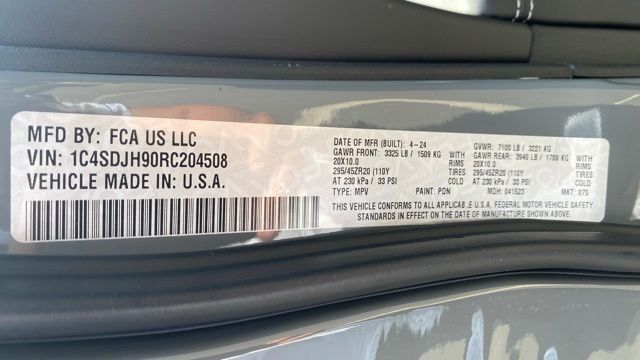 MFD BY: FCA US LLC
VIN: 1C4SDJH90RC204508
VEHICLE MADE IN: U.S.A.
DATE OF MFR (BUILT): 4-24 GVWR: 7100 LB / 3221 KG
GAWR FRONT: 3325 LB / 1509 KG GAWR REAR: 3940 LB / 1788 KG
20X10.0 20X10.0
295/45ZR20 (110Y TIRES 295/45ZR20 (110Y TIRES
AT 230 kPa / 33 PSI COLD AT 230 kPa / 33 PSI COLD
TYPE: MPV PAINT: PDN MDH: 041523 MKT: 875
THIS VEHICLE CONFORMS TO ALL APPLICABLE U.S.A. FEDERAL MOTOR VEHICLE SAFETY
STANDARDS IN EFFECT ON THE DATE OF MANUFACTURE SHOWN ABOVE.